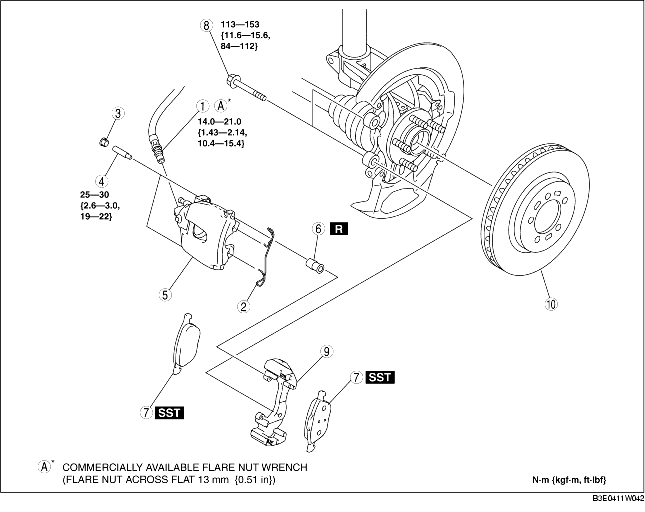 8 113—153
{11.6—15.6,
84—112}
3
1 A*
14.0—21.0
{1.43—2.14,
10.4—15.4}
4
25—30
{2.6—3.0,
19—22}
6 R
5
2
10
9
7 SST
7 SST
A* COMMERCIALLY AVAILABLE FLARE NUT WRENCH
(FLARE NUT ACROSS FLAT 13 mm {0.51 in})
N·m {kgf·m, ft·lbf}
B3E0411W042